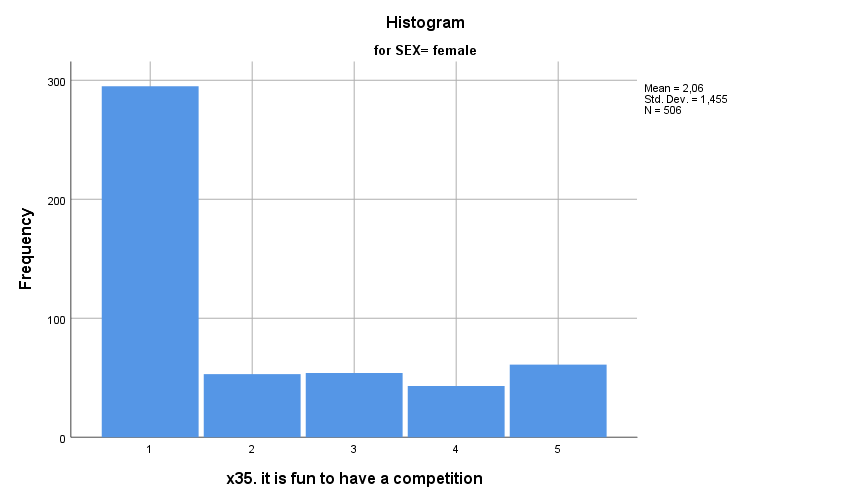 Histogram
for SEX= female
Mean = 2,06
Std. Dev. = 1,455
N = 506
300
200
100
0
Frequency
1 2 3 4 5
x35. it is fun to have a competition